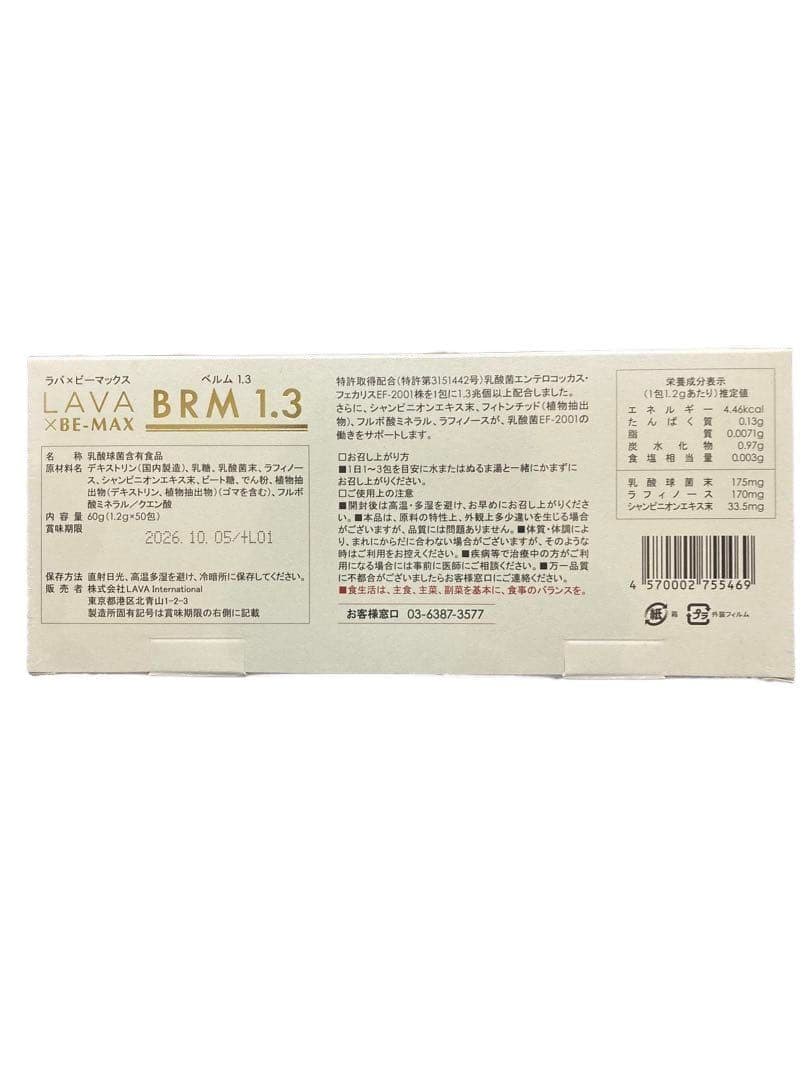 ラバ×ビーマックス
ベルム 1.3
LAVA
×BE-MAX
BRM 1.3
名 称 乳酸球菌含有食品
原材料名 デキストリン(国内製造)、乳糖、乳酸菌末、ラフィノー
ス、シャンピニオンエキス末、ビート糖、でん粉、植物抽
出物(デキストリン、植物抽出物)(ゴマを含む)、フルボ
酸ミネラル/クエン酸
内 容 量 60g(1.2g×50包)
賞味期限
2026. 10. 05/+L01
保存方法 直射日光、高温多湿を避け、冷暗所に保存してください。
販 売 者 株式会社LAVA International
東京都港区北青山1-2-3
製造所固有記号は賞味期限の右側に記載
特許取得配合(特許第3151442号)乳酸菌エンテロコッカス・
フェカリスEF-2001株を1包に1.3兆個以上配合しました。
さらに、シャンピニオンエキス、フィトンチッド(植物抽出
物)、フルボ酸ミネラル、ラフィノースが、乳酸菌EF-2001の
働きをサポートします。
□お召し上がり方
■1日1〜3包を目安に水またはぬるま湯と一緒にかまずに
お召し上がりください。
□ご使用上の注意
■開封後は高温・多湿を避け、お早めにお召し上がりくださ
い。■本品は、原料の特性上、外観上多少違いを生じる場合
がございますが、品質には問題ありません。■体質・体調によ
り、まれにからだに合わない場合がございますが、そのような
時はご利用をお控えください。■疾病等で治療中の方がご利
用になる場合には事前に医師にご相談ください。■万一品質
に不都合がございましたらお客様窓口にご連絡ください。
■食生活は、主食、主菜、副菜を基本に、食事のバランスを。
お客様窓口 03-6387-3577
栄養成分表示
(1包1.2gあたり)推定値
エネルギー 4.46kcal
たんぱく質 0.13g
脂質 0.0071g
炭水化物 0.97g
食塩相当量 0.003g
乳酸球菌末 175mg
ラフィノース 170mg
シャンピニオンエキス末 33.5mg
4 570002 755469
紙 箱 プラ 外装フィルム